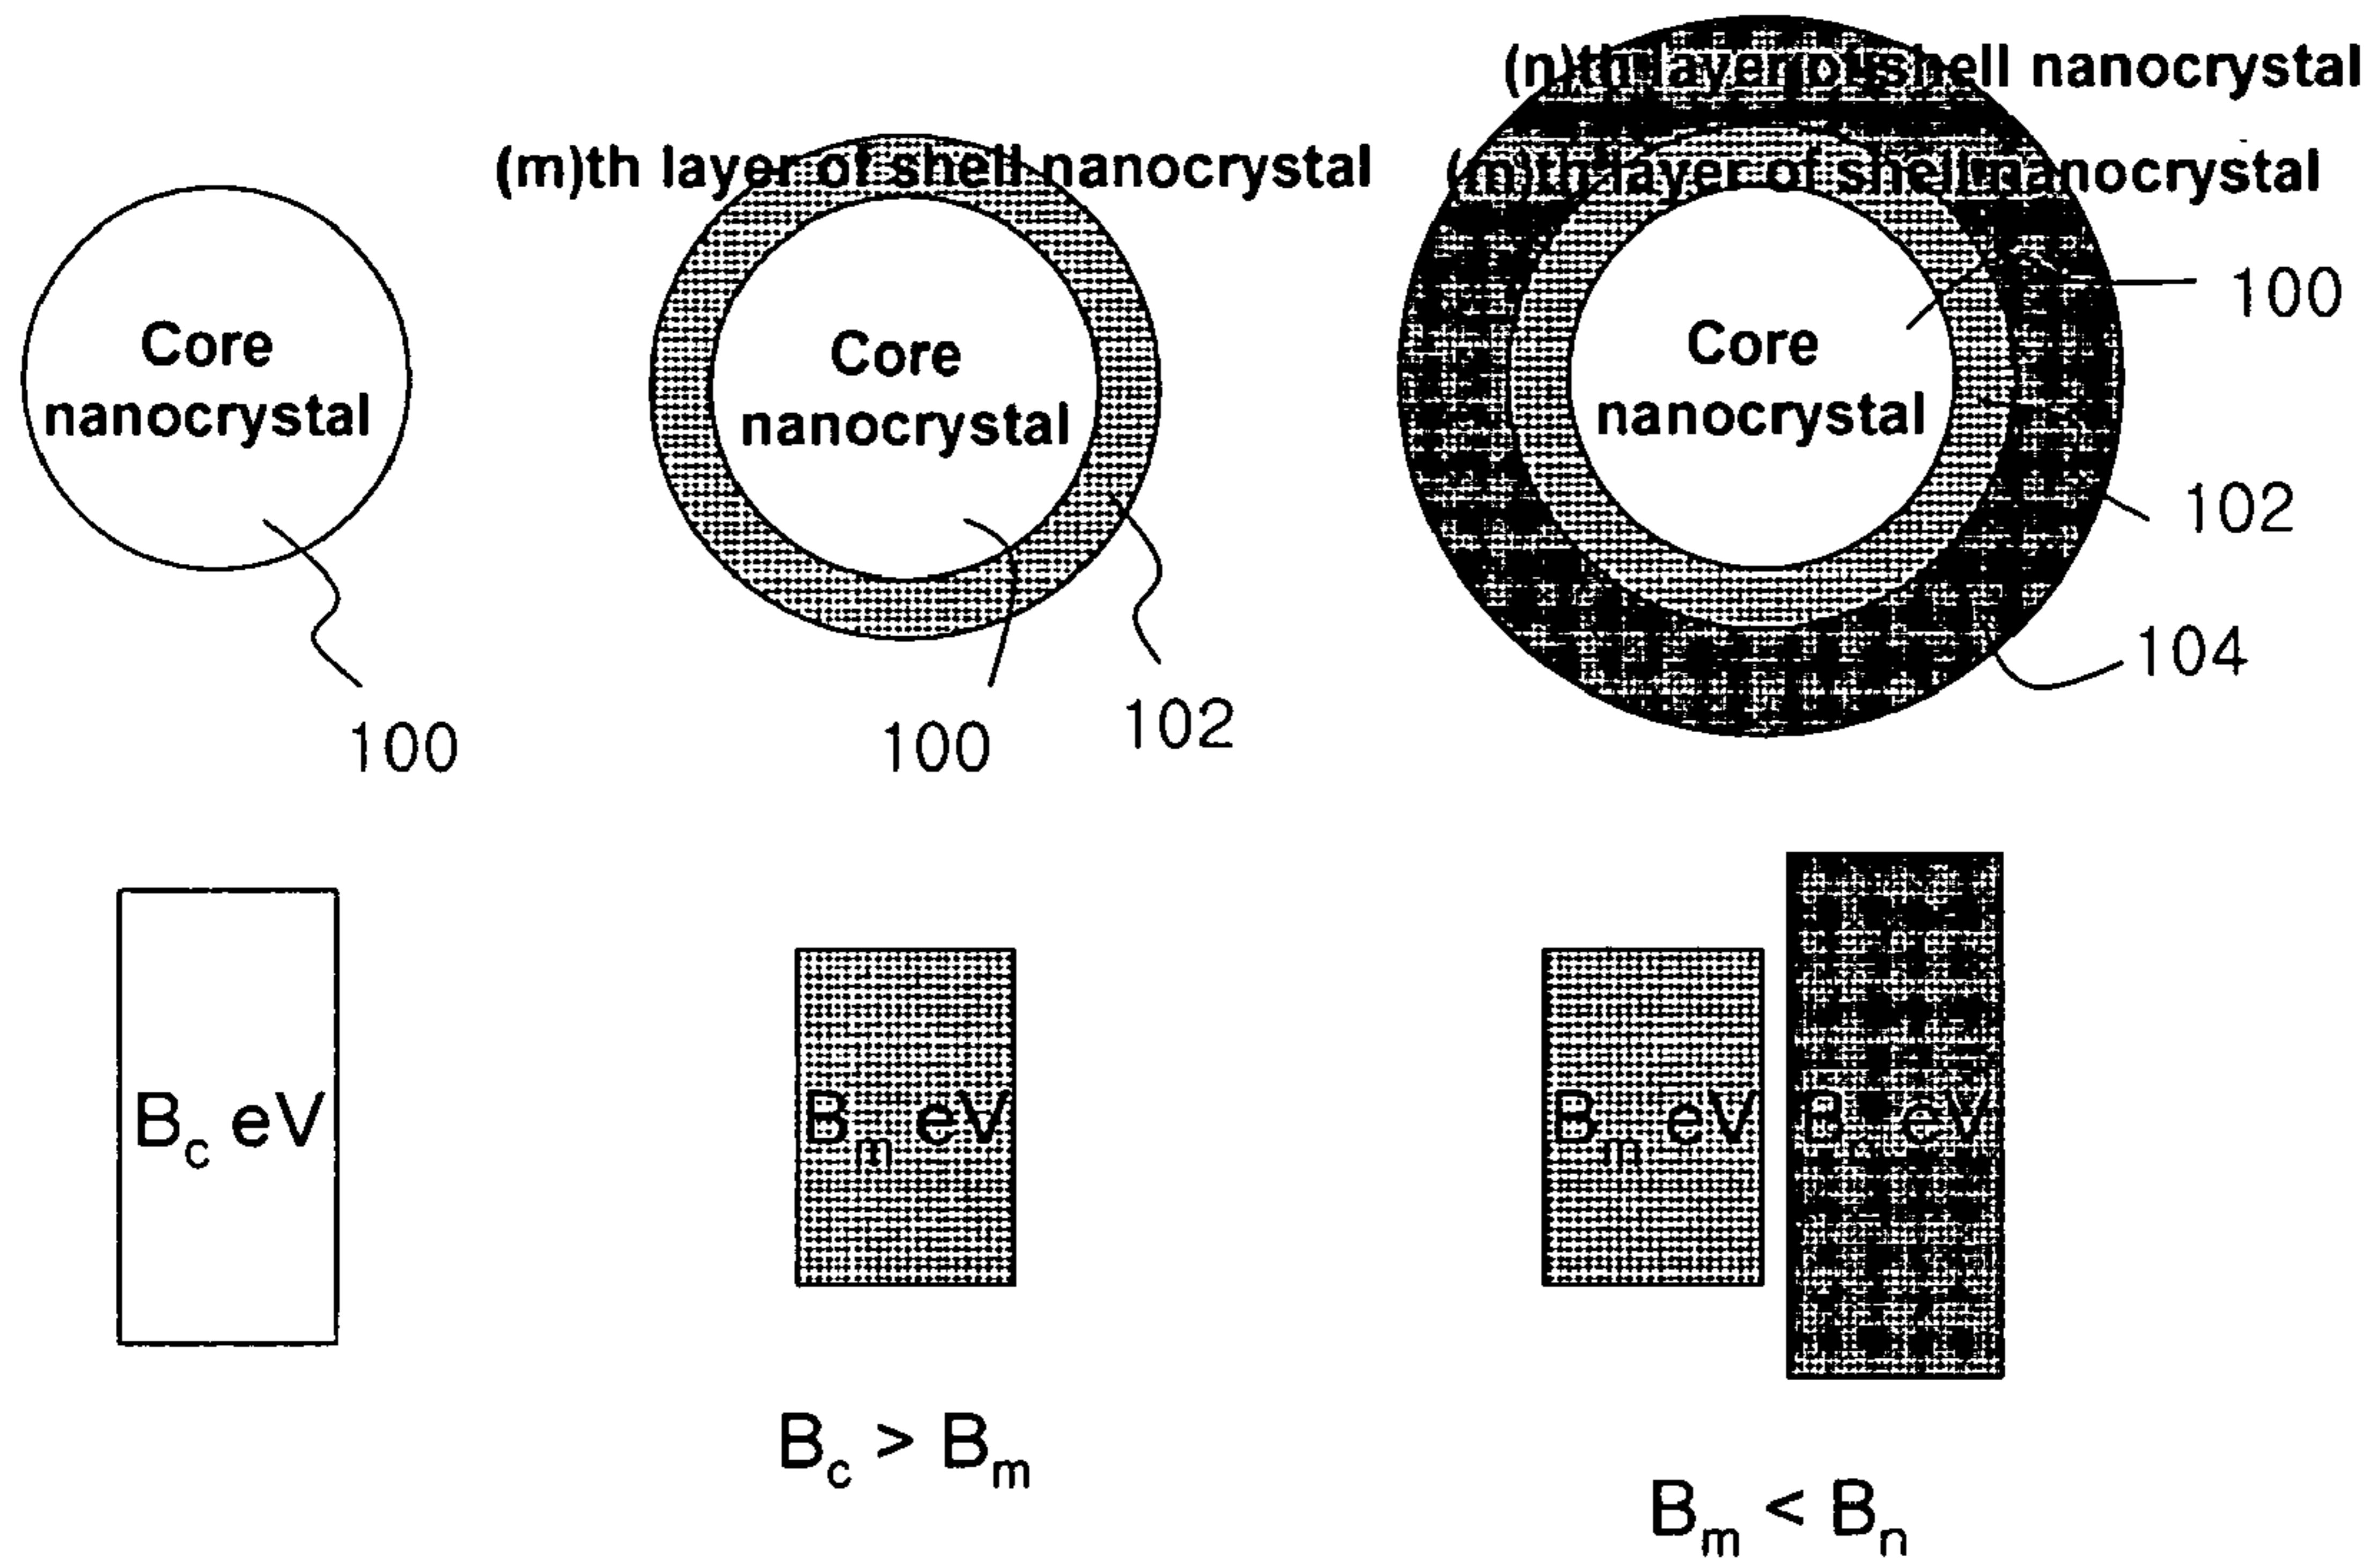 (n)th layer of shell nanocrystal
(m)th layer of shell nanocrystal
(m)th layer of shell nanocrystal
Core
nanocrystal
Core
nanocrystal
Core
nanocrystal
100
102
104
100
100
102
B_c eV
B_m eV
B_m eV
B_n eV
B_c > B_m
B_m < B_n